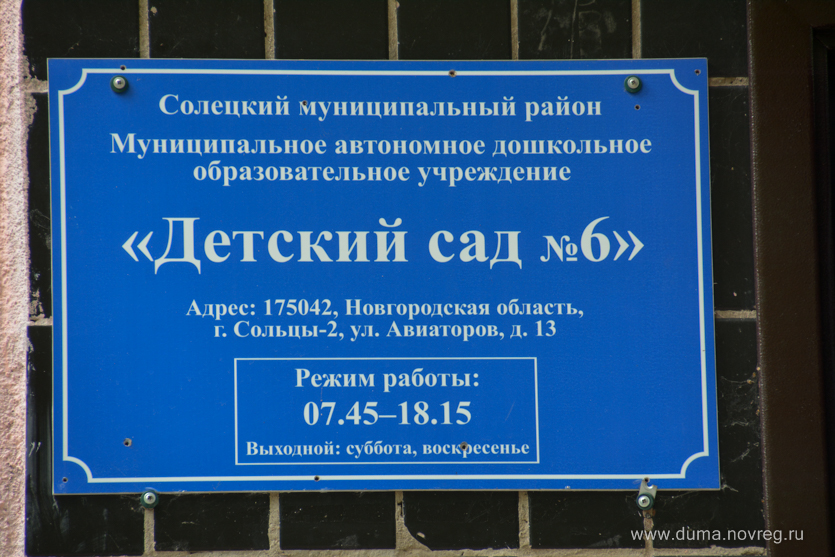 Солецкий муниципальный район
Муниципальное автономное дошкольное
образовательное учреждение
«Детский сад №6»
Адрес: 175042, Новгородская область,
г. Сольцы-2, ул. Авиаторов, д. 13
Режим работы:
07.45–18.15
Выходной: суббота, воскресенье
www.duma.novreg.ru